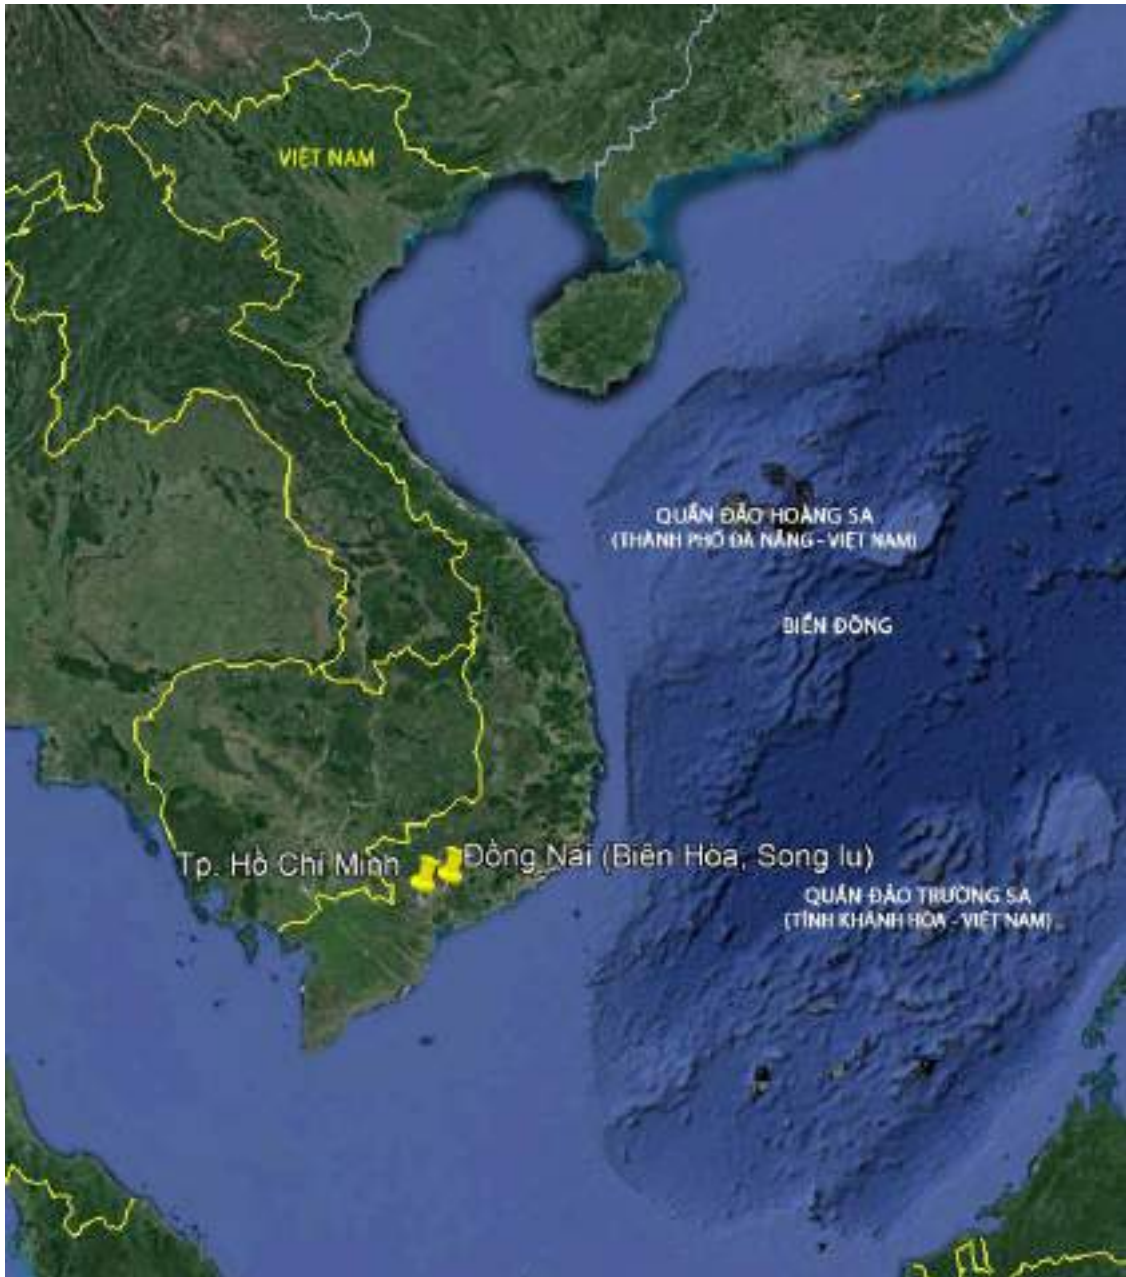 VIỆT NAM
QUẦN ĐẢO HOÀNG SA
(THÀNH PHỐ ĐÀ NẴNG - VIỆT NAM)
BIỂN ĐÔNG
Tp. Hồ Chí Minh
Đồng Nai (Biên Hòa, Song lu)
QUẦN ĐẢO TRƯỜNG SA
(TỈNH KHÁNH HÒA - VIỆT NAM)